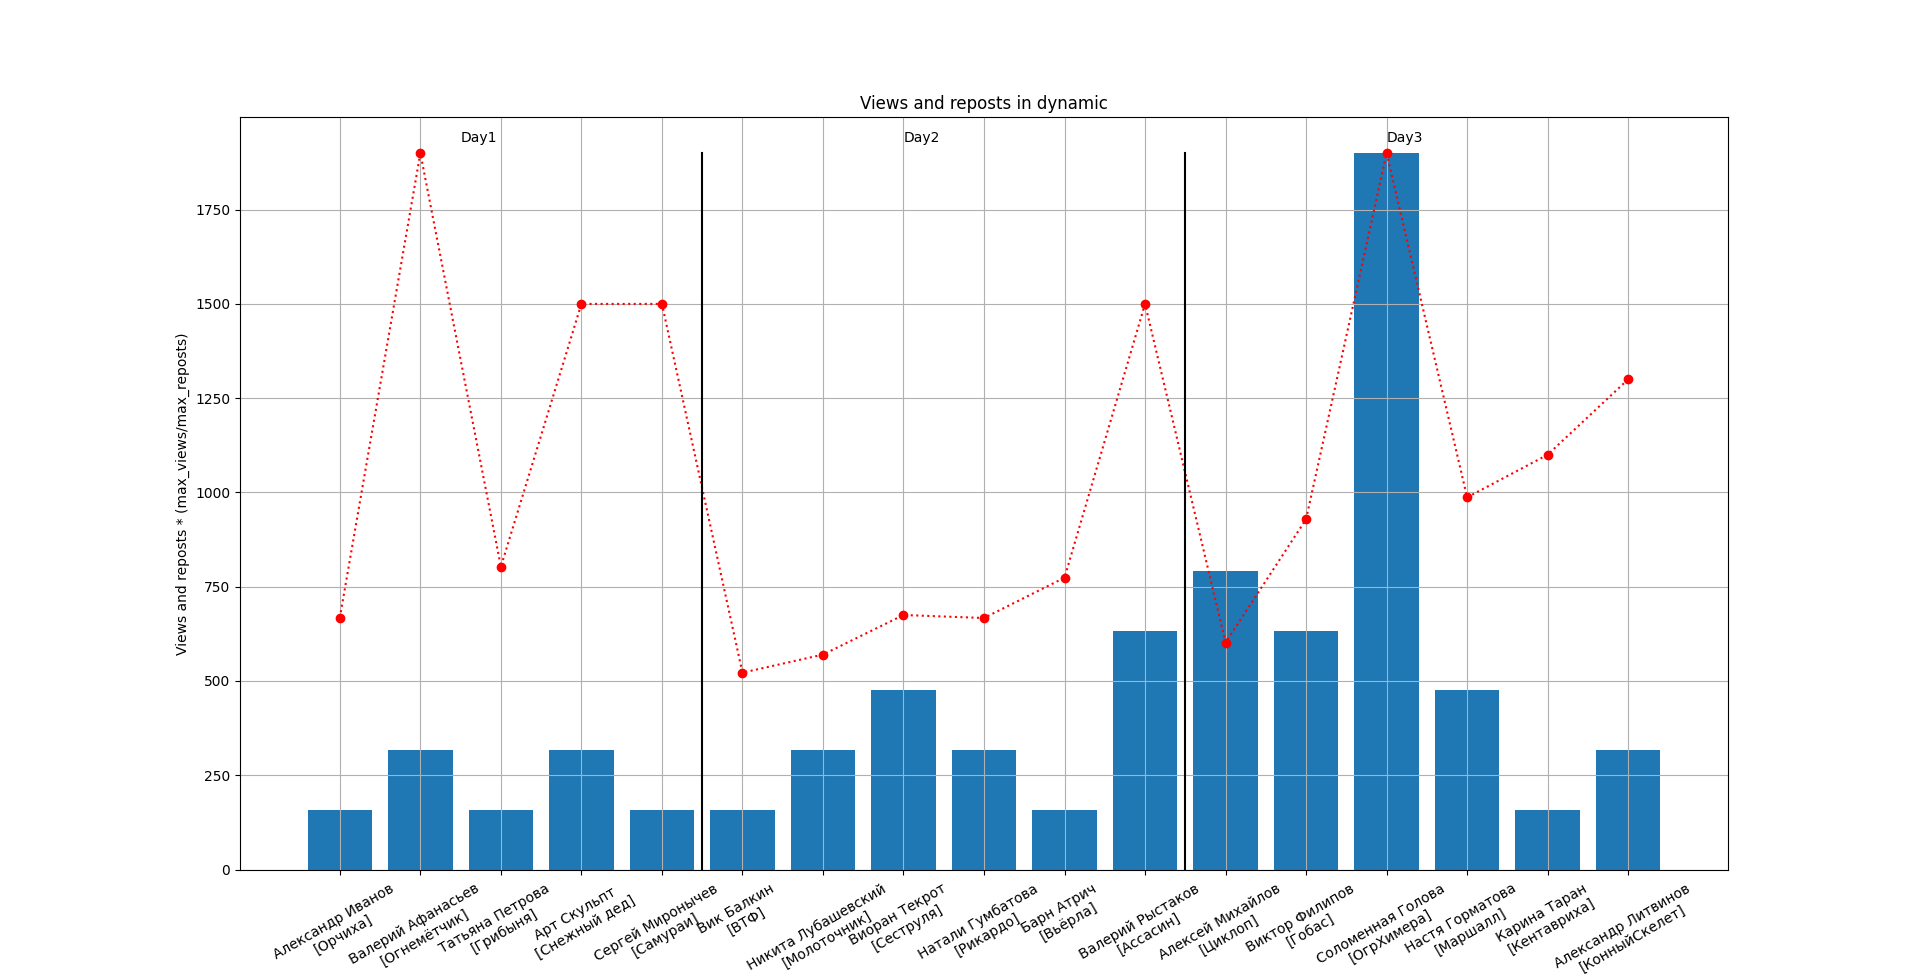 Views and reposts in dynamic
Day1
Day2
Day3
Views and reposts * (max_views/max_reposts)
1750
1500
1250
1000
750
500
250
0
Александр Иванов
[Орчиха]
Валерий Афанасьев
[Огнемётчик]
Татьяна Петрова
[Грибыня]
Арт Скульпт
[Снежный дед]
Сергей Миронычев
[Самурай]
Вик Балкин
[ВТФ]
Никита Лубашевский
[Молоточник]
Виоран Текрот
[Сеструля]
Натали Гумбатова
[Рикардо]
Барн Атрич
[Вьёрла]
Валерий Рыстаков
[Ассасин]
Алексей Михайлов
[Циклоп]
Виктор Филипов
[Гобас]
Соломенная Голова
[ОгрХимера]
Настя Горматова
[Маршалл]
Карина Таран
[Кентавриха]
Александр Литвинов
[КонныйСкелет]